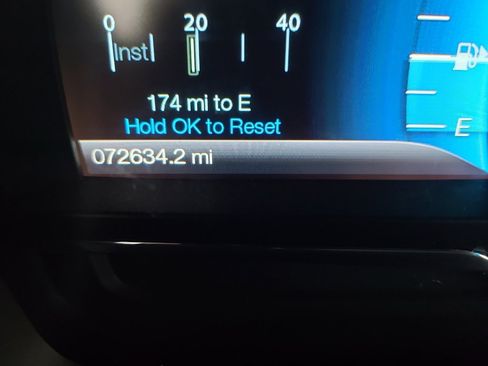 0 20 40
Inst
174 mi to E
Hold OK to Reset
E
072634.2 mi